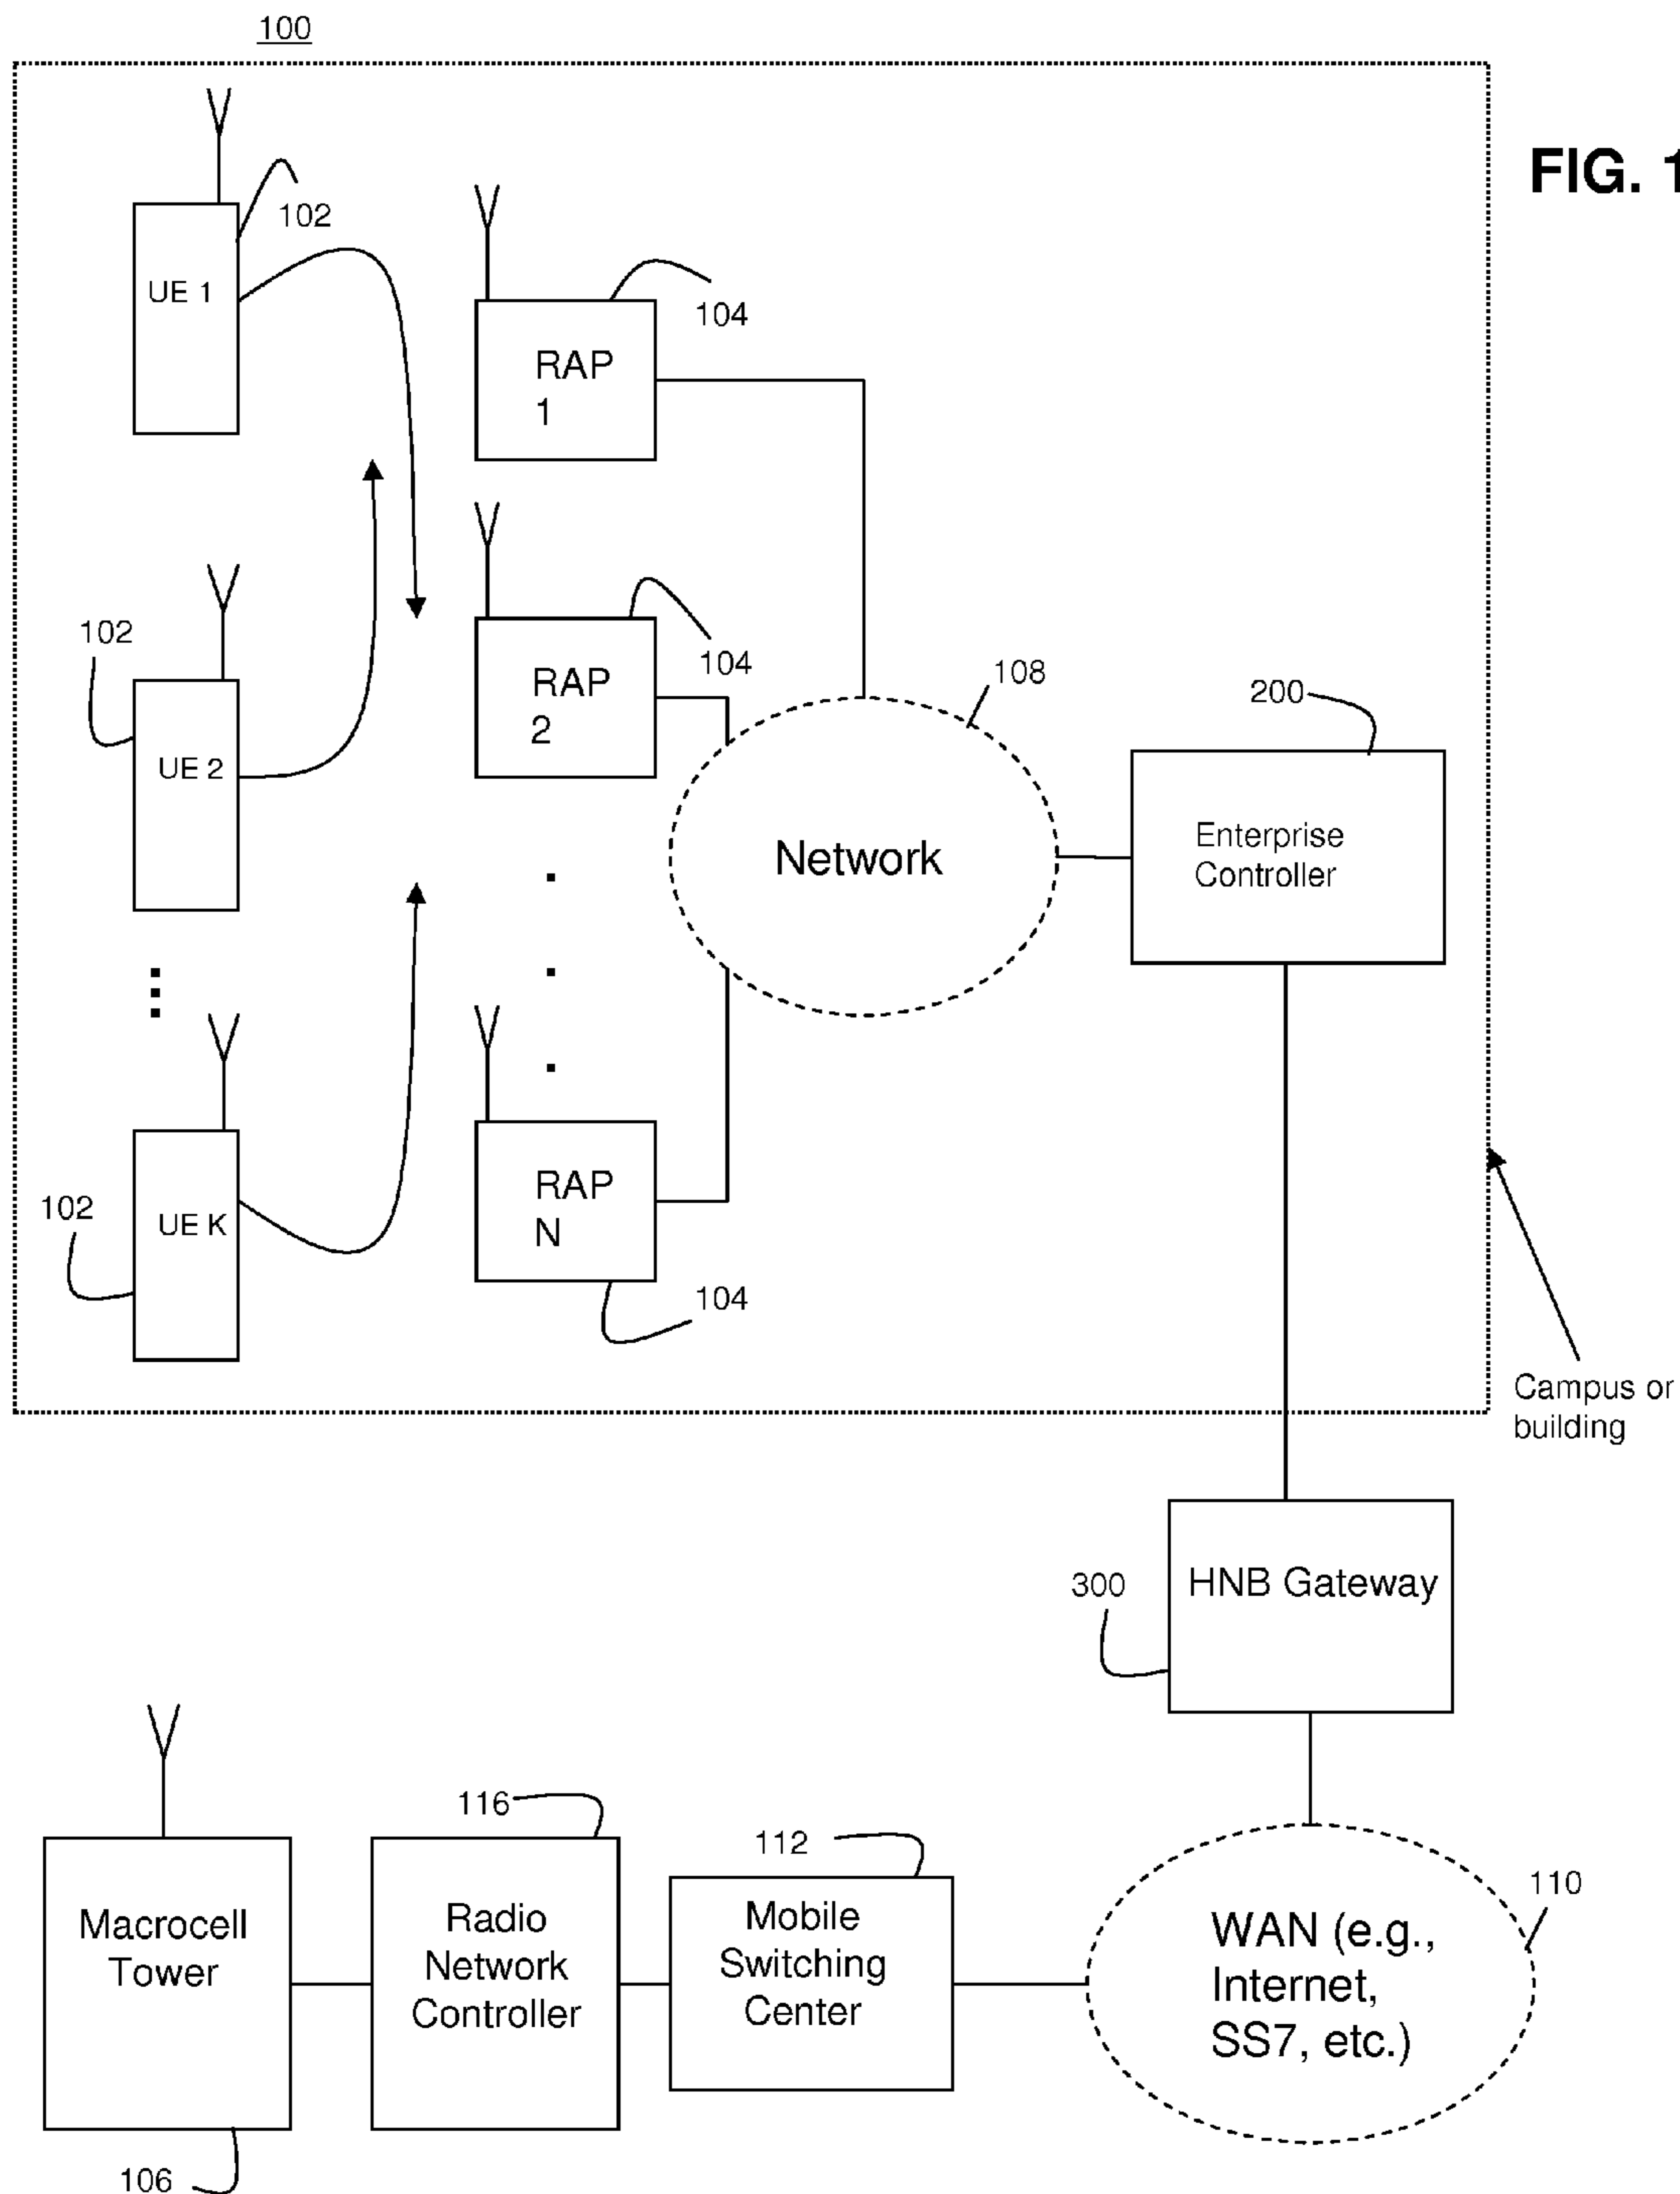 100
FIG. 1
102
UE 1
104
RAP
1
102
UE 2
104
RAP
2
108
Network
200
Enterprise
Controller
102
UE K
RAP
N
104
Campus or
building
300
HNB Gateway
116
112
110
Macrocell
Tower
Radio
Network
Controller
Mobile
Switching
Center
WAN (e.g.,
Internet,
SS7, etc.)
106